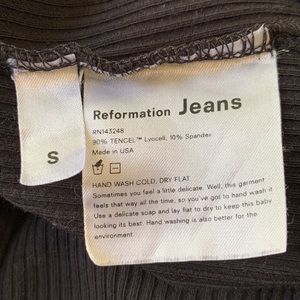 Reformation Jeans
RN143248
90% TENCEL™ Lyocell, 10% Spandex
Made in USA
HAND WASH COLD, DRY FLAT
Sometimes you feel a little delicate. Well, this garment
feels that way all the time, so you've got to hand wash it
Use a delicate soap and lay flat to dry to keep this baby
looking its best. Hand washing is also better for the
environment.
S